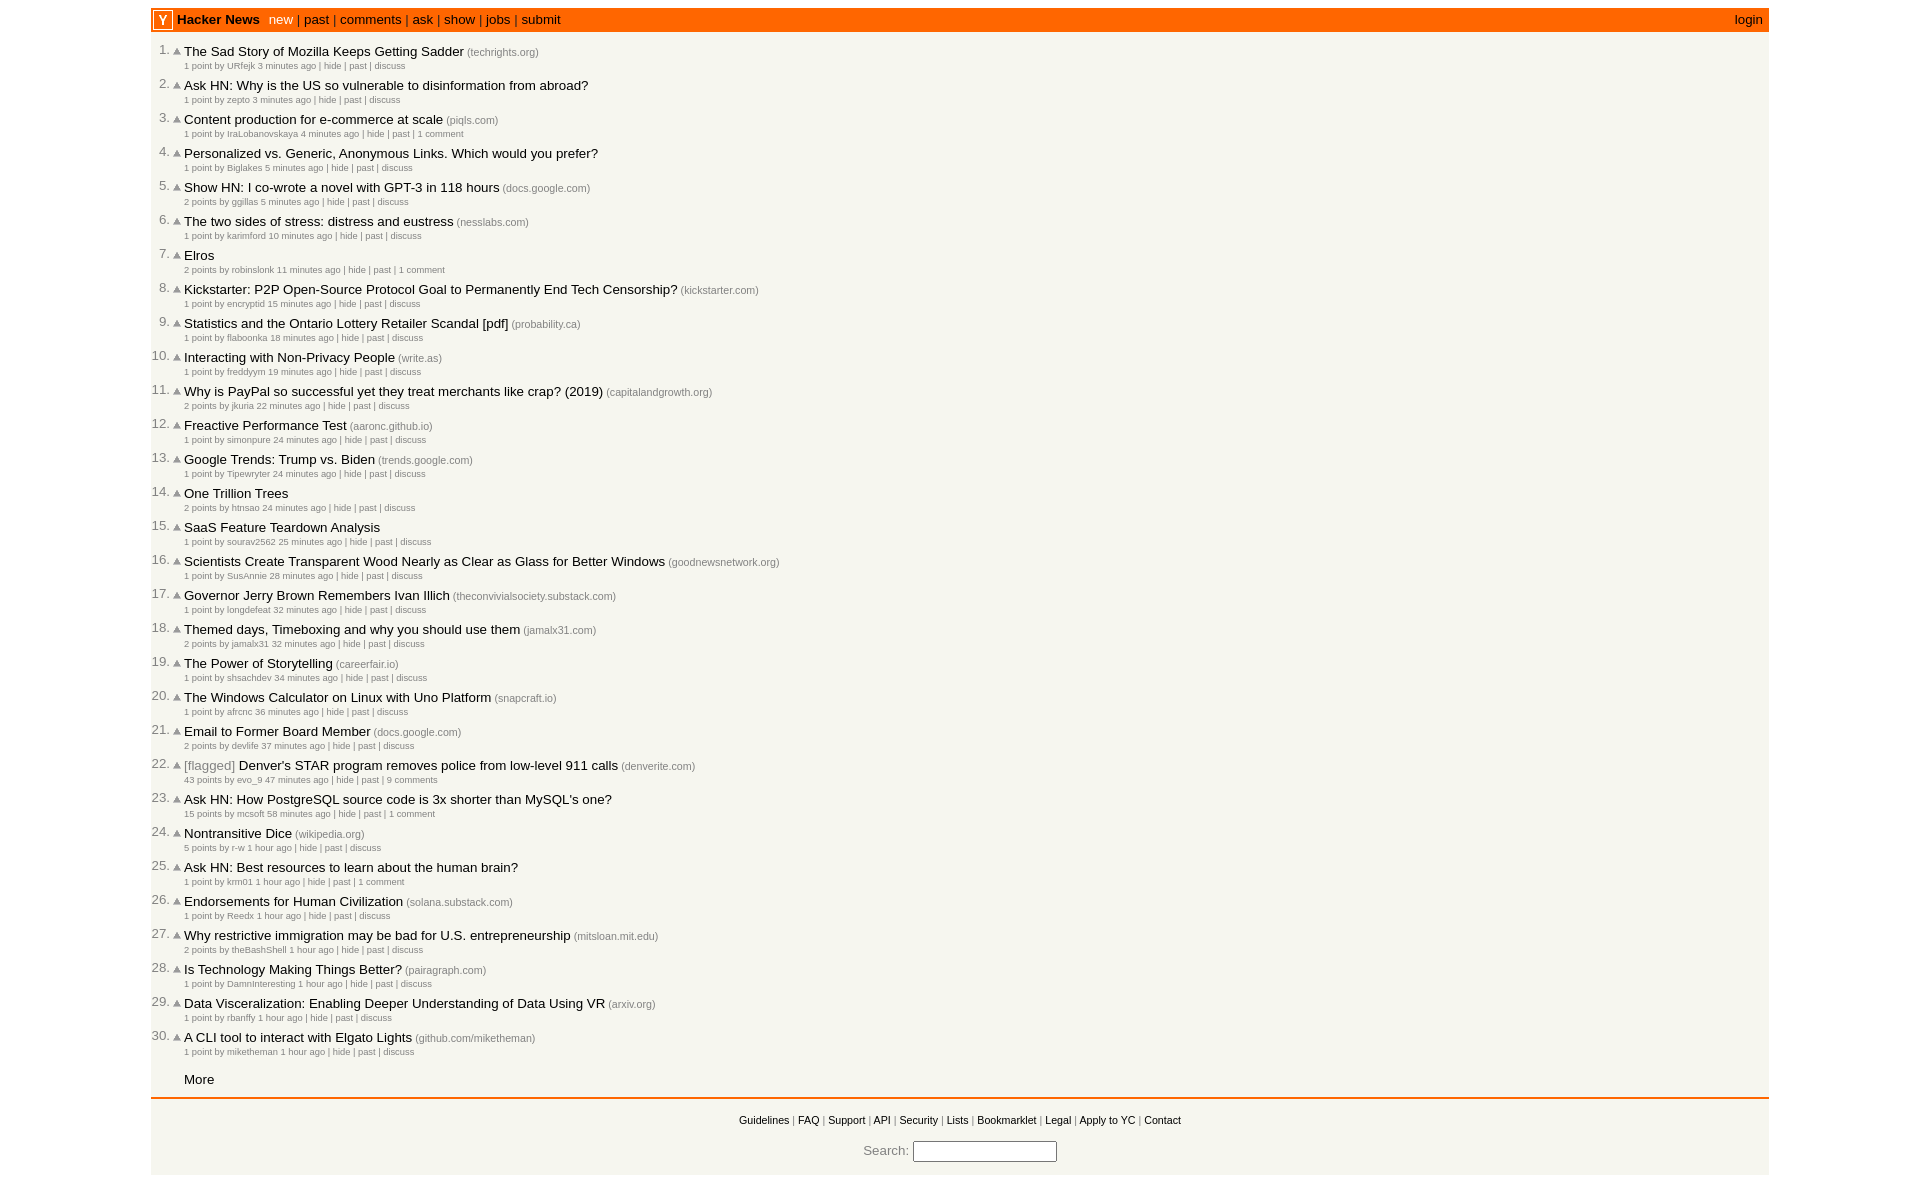 Y Hacker News new | past | comments | ask | show | jobs | submit login
1. The Sad Story of Mozilla Keeps Getting Sadder (techrights.org)
1 point by URfejk 3 minutes ago | hide | past | discuss
2. Ask HN: Why is the US so vulnerable to disinformation from abroad?
1 point by zepto 3 minutes ago | hide | past | discuss
3. Content production for e-commerce at scale (piqls.com)
1 point by IraLobanovskaya 4 minutes ago | hide | past | 1 comment
4. Personalized vs. Generic, Anonymous Links. Which would you prefer?
1 point by Biglakes 5 minutes ago | hide | past | discuss
5. Show HN: I co-wrote a novel with GPT-3 in 118 hours (docs.google.com)
2 points by ggillas 5 minutes ago | hide | past | discuss
6. The two sides of stress: distress and eustress (nesslabs.com)
1 point by karimford 10 minutes ago | hide | past | discuss
7. Elros
2 points by robinslonk 11 minutes ago | hide | past | 1 comment
8. Kickstarter: P2P Open-Source Protocol Goal to Permanently End Tech Censorship? (kickstarter.com)
1 point by encryptid 15 minutes ago | hide | past | discuss
9. Statistics and the Ontario Lottery Retailer Scandal [pdf] (probability.ca)
1 point by flaboonka 18 minutes ago | hide | past | discuss
10. Interacting with Non-Privacy People (write.as)
1 point by freddyym 19 minutes ago | hide | past | discuss
11. Why is PayPal so successful yet they treat merchants like crap? (2019) (capitalandgrowth.org)
2 points by jkuria 22 minutes ago | hide | past | discuss
12. Freactive Performance Test (aaronc.github.io)
1 point by simonpure 24 minutes ago | hide | past | discuss
13. Google Trends: Trump vs. Biden (trends.google.com)
1 point by Tipewryter 24 minutes ago | hide | past | discuss
14. One Trillion Trees
2 points by htnsao 24 minutes ago | hide | past | discuss
15. SaaS Feature Teardown Analysis
1 point by sourav2562 25 minutes ago | hide | past | discuss
16. Scientists Create Transparent Wood Nearly as Clear as Glass for Better Windows (goodnewsnetwork.org)
1 point by SusAnnie 28 minutes ago | hide | past | discuss
17. Governor Jerry Brown Remembers Ivan Illich (theconvivialsociety.substack.com)
1 point by longdefeat 32 minutes ago | hide | past | discuss
18. Themed days, Timeboxing and why you should use them (jamalx31.com)
2 points by jamalx31 32 minutes ago | hide | past | discuss
19. The Power of Storytelling (careerfair.io)
1 point by shsachdev 34 minutes ago | hide | past | discuss
20. The Windows Calculator on Linux with Uno Platform (snapcraft.io)
1 point by afrcnc 36 minutes ago | hide | past | discuss
21. Email to Former Board Member (docs.google.com)
2 points by devlife 37 minutes ago | hide | past | discuss
22. [flagged] Denver's STAR program removes police from low-level 911 calls (denverite.com)
43 points by evo_9 47 minutes ago | hide | past | 9 comments
23. Ask HN: How PostgreSQL source code is 3x shorter than MySQL's one?
15 points by mcsoft 58 minutes ago | hide | past | 1 comment
24. Nontransitive Dice (wikipedia.org)
5 points by r-w 1 hour ago | hide | past | discuss
25. Ask HN: Best resources to learn about the human brain?
1 point by krm01 1 hour ago | hide | past | 1 comment
26. Endorsements for Human Civilization (solana.substack.com)
1 point by Reedx 1 hour ago | hide | past | discuss
27. Why restrictive immigration may be bad for U.S. entrepreneurship (mitsloan.mit.edu)
2 points by theBashShell 1 hour ago | hide | past | discuss
28. Is Technology Making Things Better? (pairagraph.com)
1 point by DamnInteresting 1 hour ago | hide | past | discuss
29. Data Visceralization: Enabling Deeper Understanding of Data Using VR (arxiv.org)
1 point by rbanffy 1 hour ago | hide | past | discuss
30. A CLI tool to interact with Elgato Lights (github.com/miketheman)
1 point by miketheman 1 hour ago | hide | past | discuss
More
Guidelines | FAQ | Support | API | Security | Lists | Bookmarklet | Legal | Apply to YC | Contact
Search: